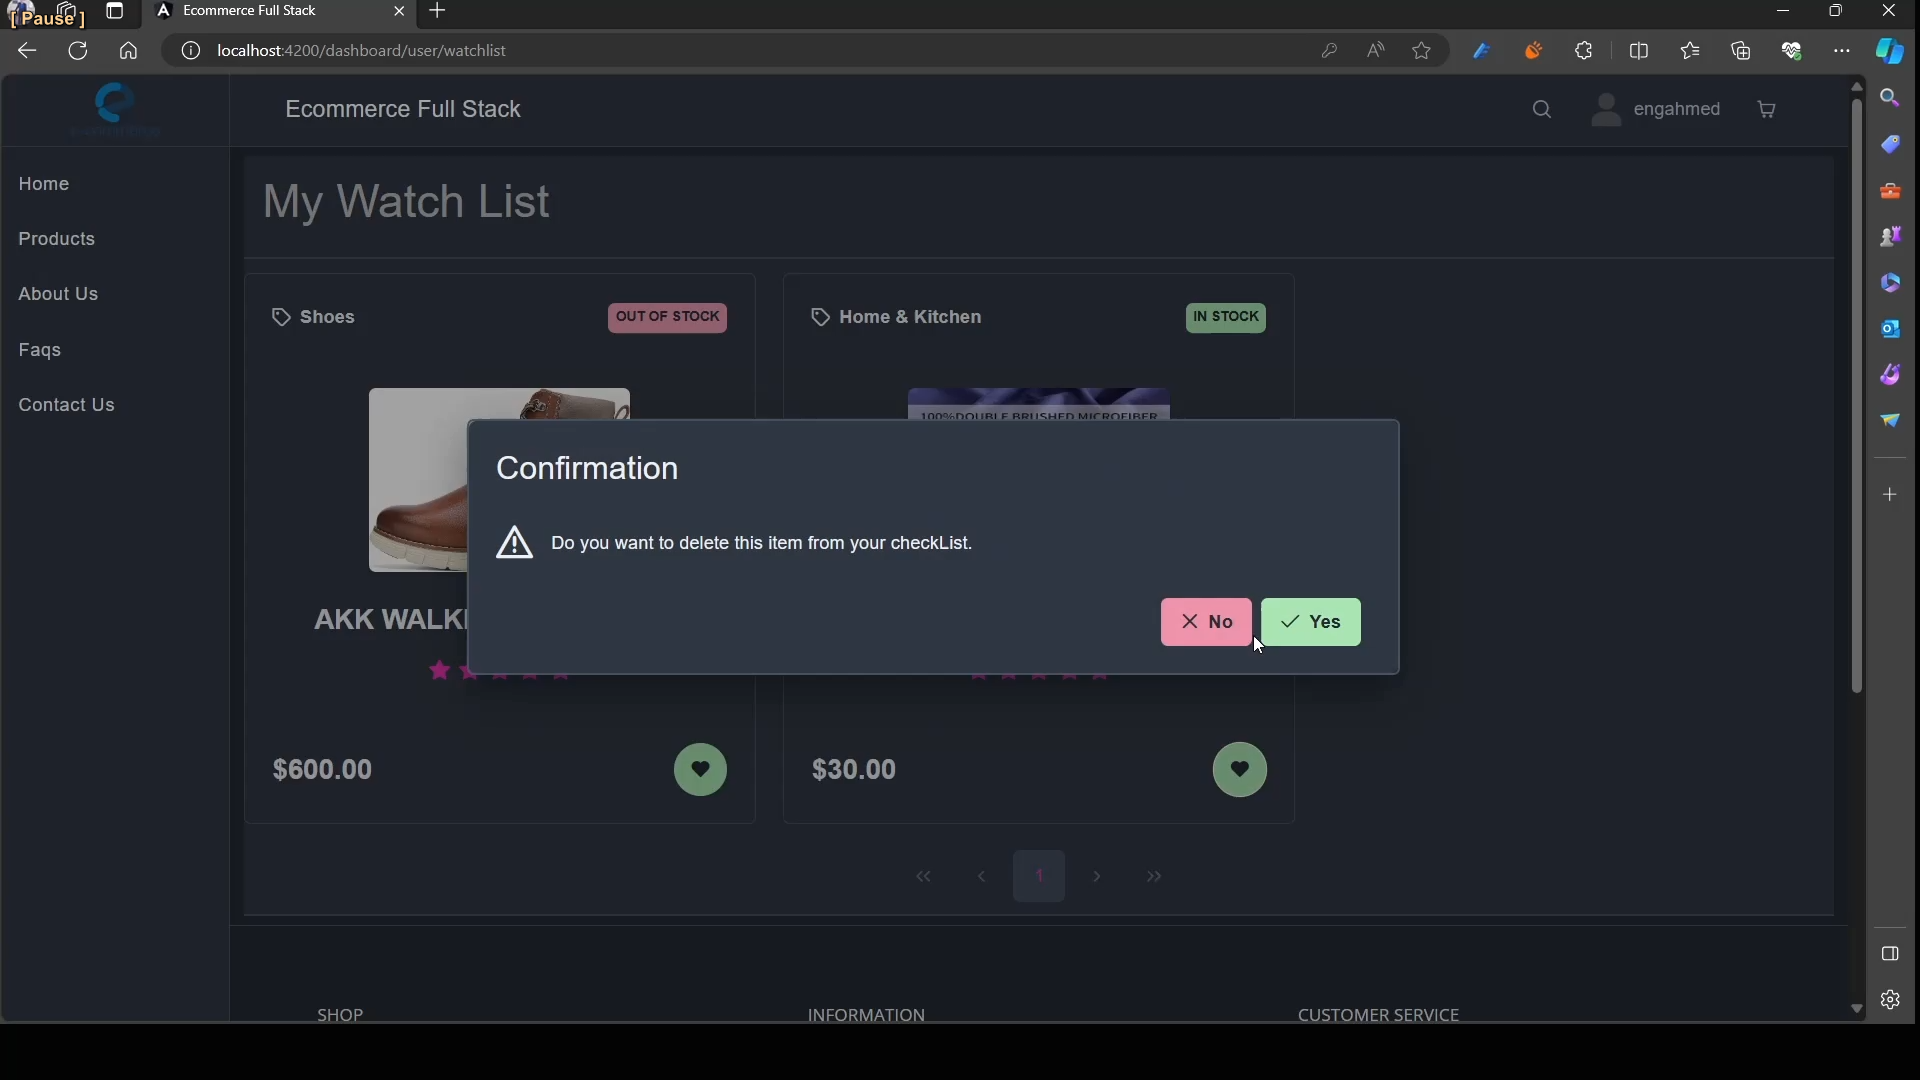 [ Pause ]
Ecommerce Full Stack
localhost:4200/dashboard/user/watchlist
Ecommerce Full Stack
engahmed
Home
Products
About Us
Faqs
Contact Us
My Watch List
Shoes
OUT OF STOCK
Home & Kitchen
IN STOCK
100%DOUBLE BRUSHED MICROFIBER
Confirmation
Do you want to delete this item from your checkList.
No
Yes
AKK
$600.00
$30.00
1
SHOP
INFORMATION
CUSTOMER SERVICE